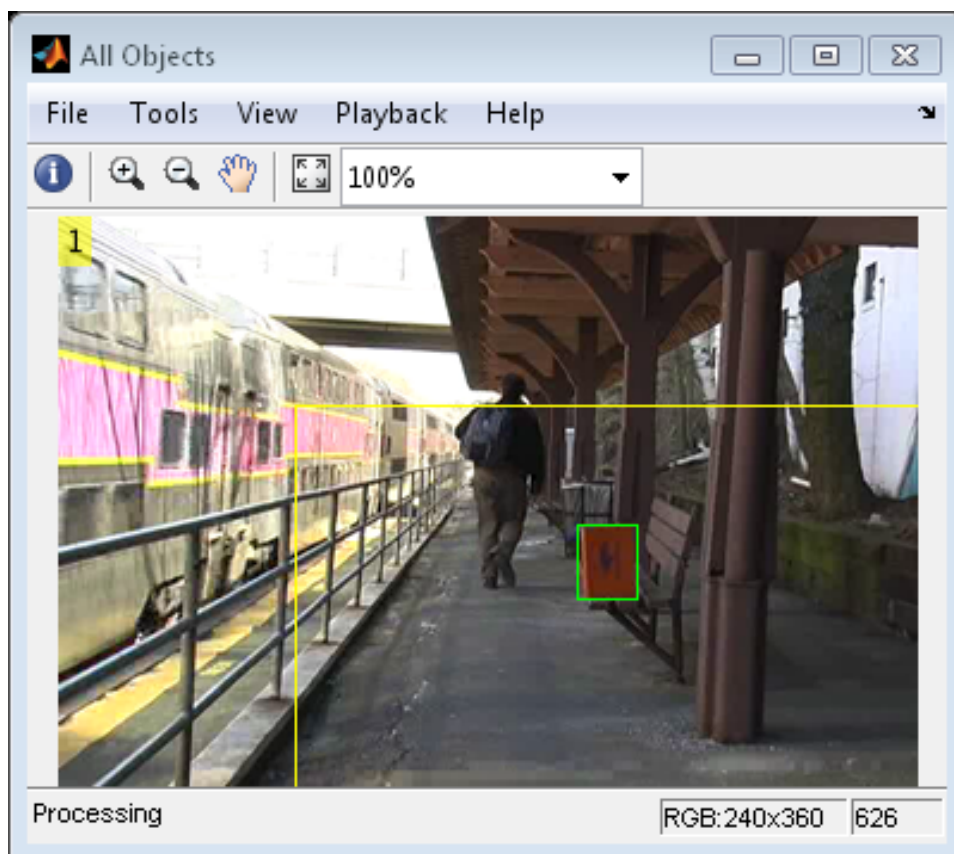 All Objects
File Tools View Playback Help
100%
1
Processing RGB:240x360 626